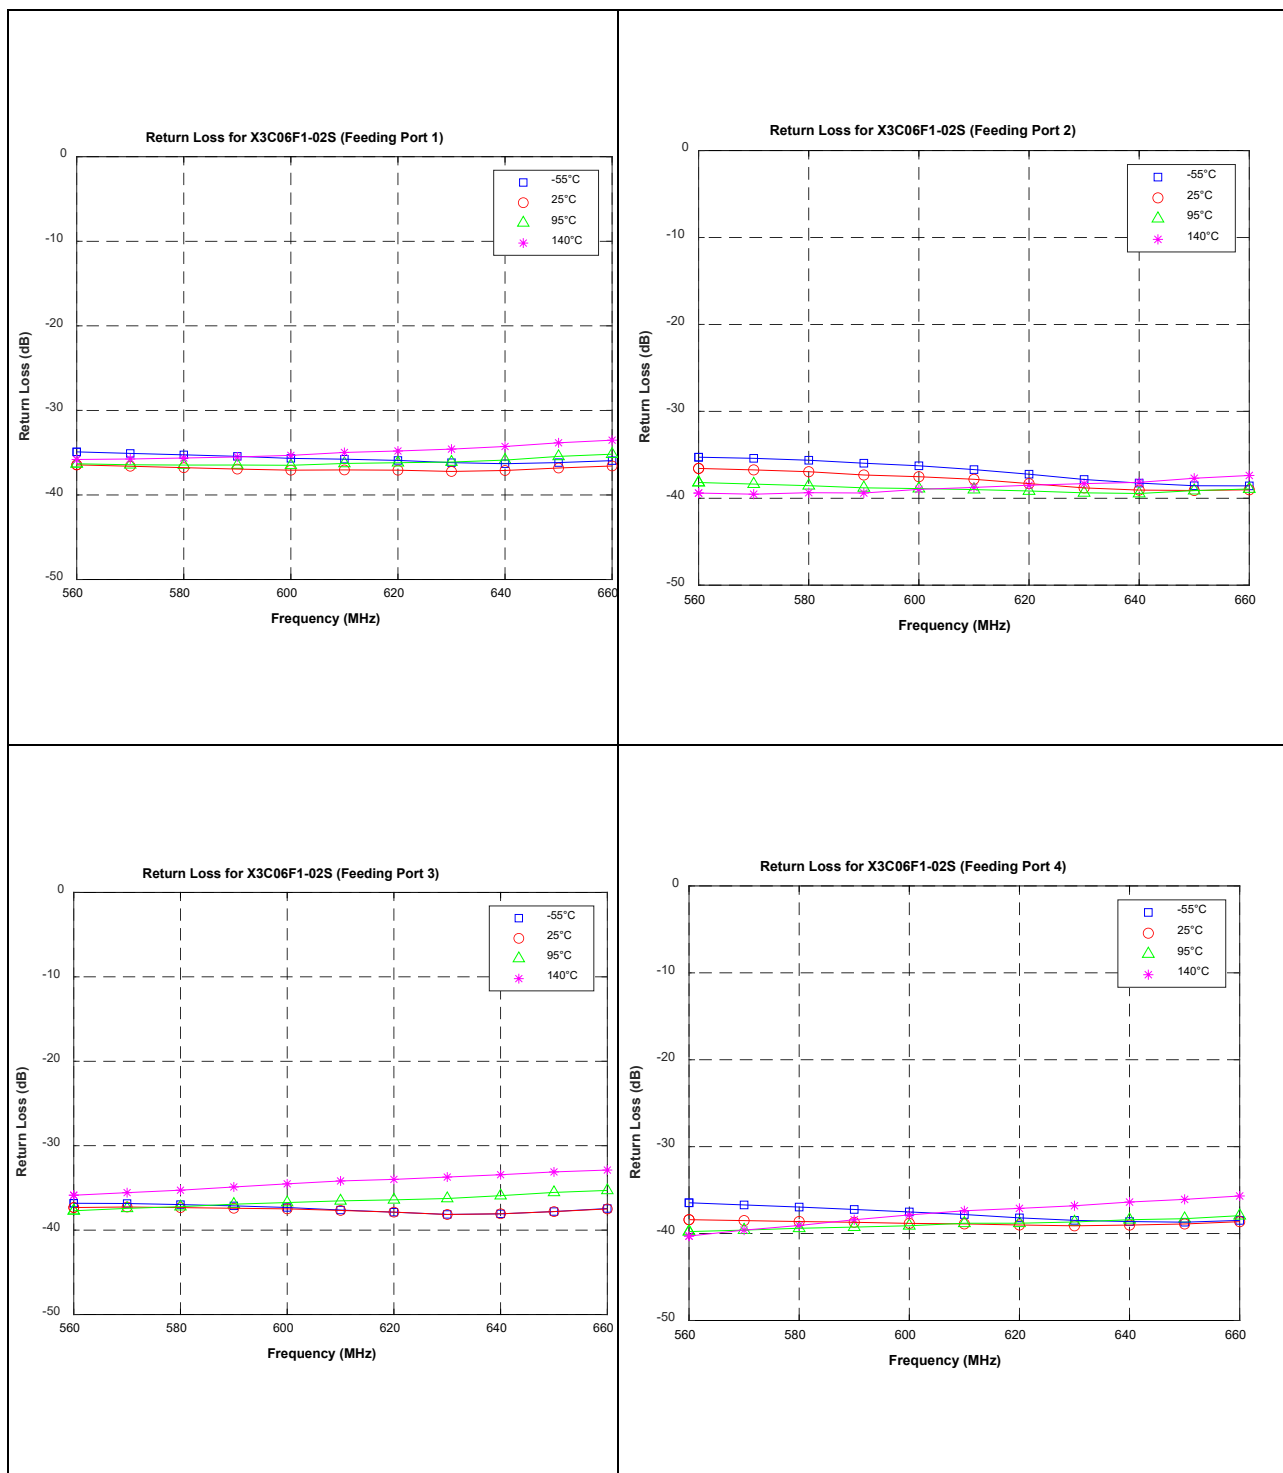 Return Loss for X3C06F1-02S (Feeding Port 1)
0
-10
-20
-30
-40
-50
560
580
600
620
640
660
Return Loss (dB)
Frequency (MHz)
-55°C
25°C
95°C
140°C
Return Loss for X3C06F1-02S (Feeding Port 2)
0
-10
-20
-30
-40
-50
560
580
600
620
640
660
Return Loss (dB)
Frequency (MHz)
-55°C
25°C
95°C
140°C
Return Loss for X3C06F1-02S (Feeding Port 3)
0
-10
-20
-30
-40
-50
560
580
600
620
640
660
Return Loss (dB)
Frequency (MHz)
-55°C
25°C
95°C
140°C
Return Loss for X3C06F1-02S (Feeding Port 4)
0
-10
-20
-30
-40
-50
560
580
600
620
640
660
Return Loss (dB)
Frequency (MHz)
-55°C
25°C
95°C
140°C